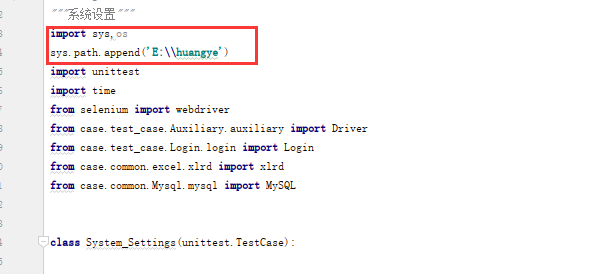 """系统设置"""
import sys,os
sys.path.append('E:\\huangye')
import unittest
import time
from selenium import webdriver
from case.test_case.Auxiliary.auxiliary import Driver
from case.test_case.Login.login import Login
from case.common.excel.xlrd import xlrd
from case.common.Mysql.mysql import MySQL
class System_Settings(unittest.TestCase):